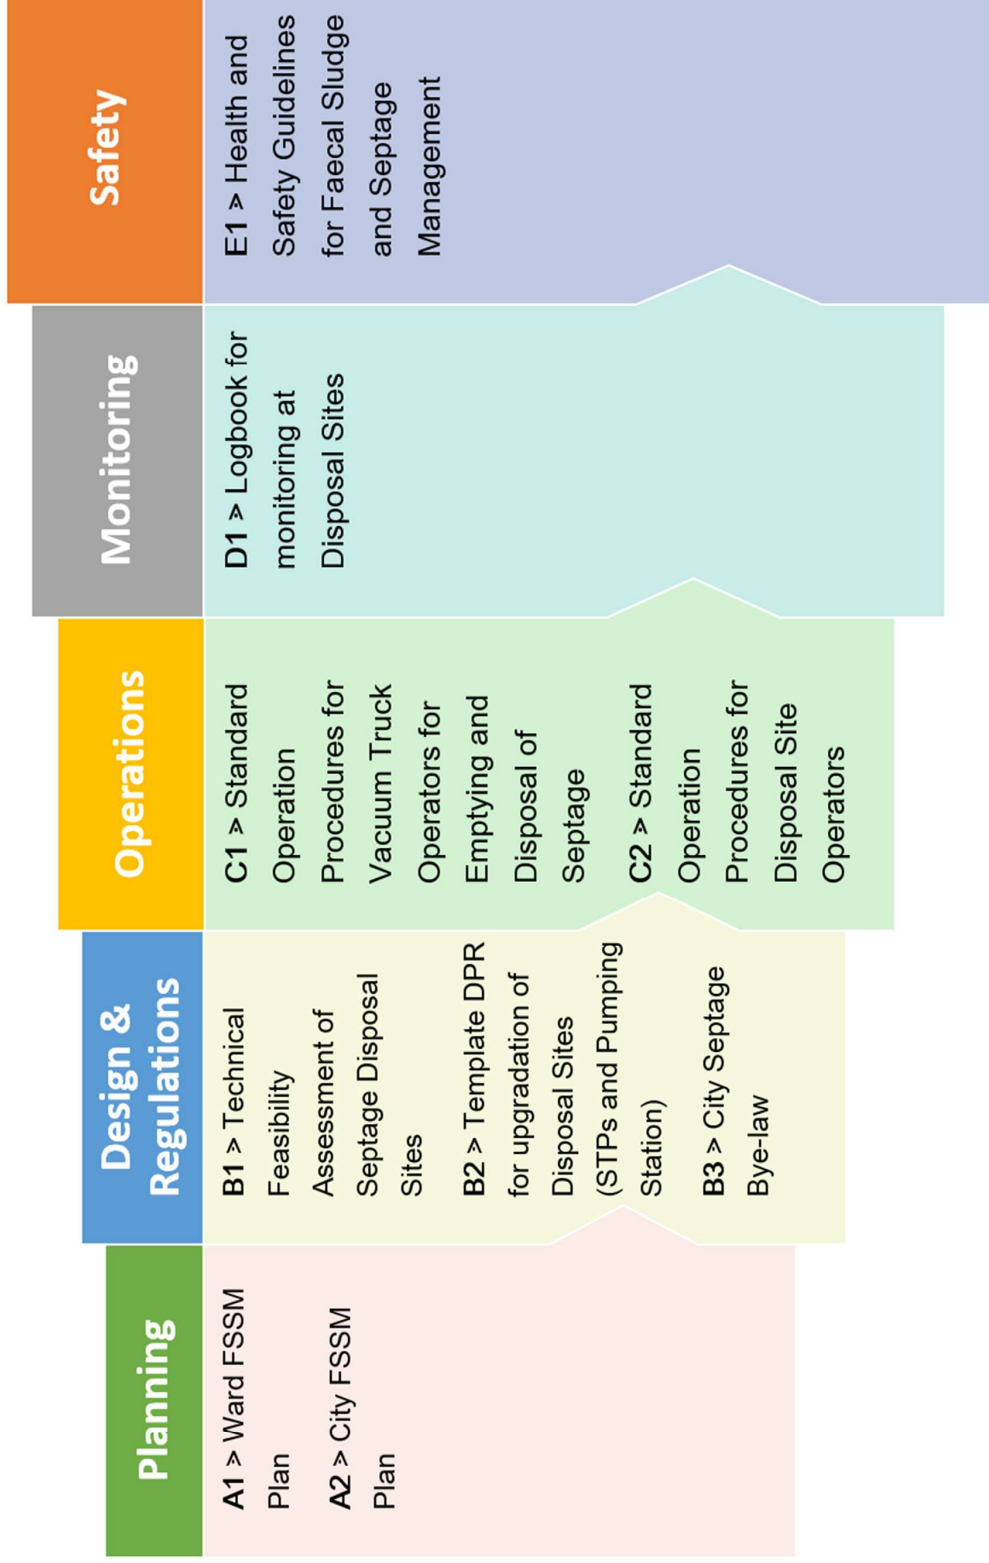 Planning
A1 > Ward FSSM
Plan
A2 > City FSSM
Plan
Design &
Regulations
B1 > Technical
Feasibility
Assessment of
Septage Disposal
Sites
B2 > Template DPR
for upgradation of
Disposal Sites
(STPs and Pumping
Station)
B3 > City Septage
Bye-law
Operations
C1 > Standard
Operation
Procedures for
Vacuum Truck
Operators for
Emptying and
Disposal of
Septage
C2 > Standard
Operation
Procedures for
Disposal Site
Operators
Monitoring
D1 > Logbook for
monitoring at
Disposal Sites
Safety
E1 > Health and
Safety Guidelines
for Faecal Sludge
and Septage
Management